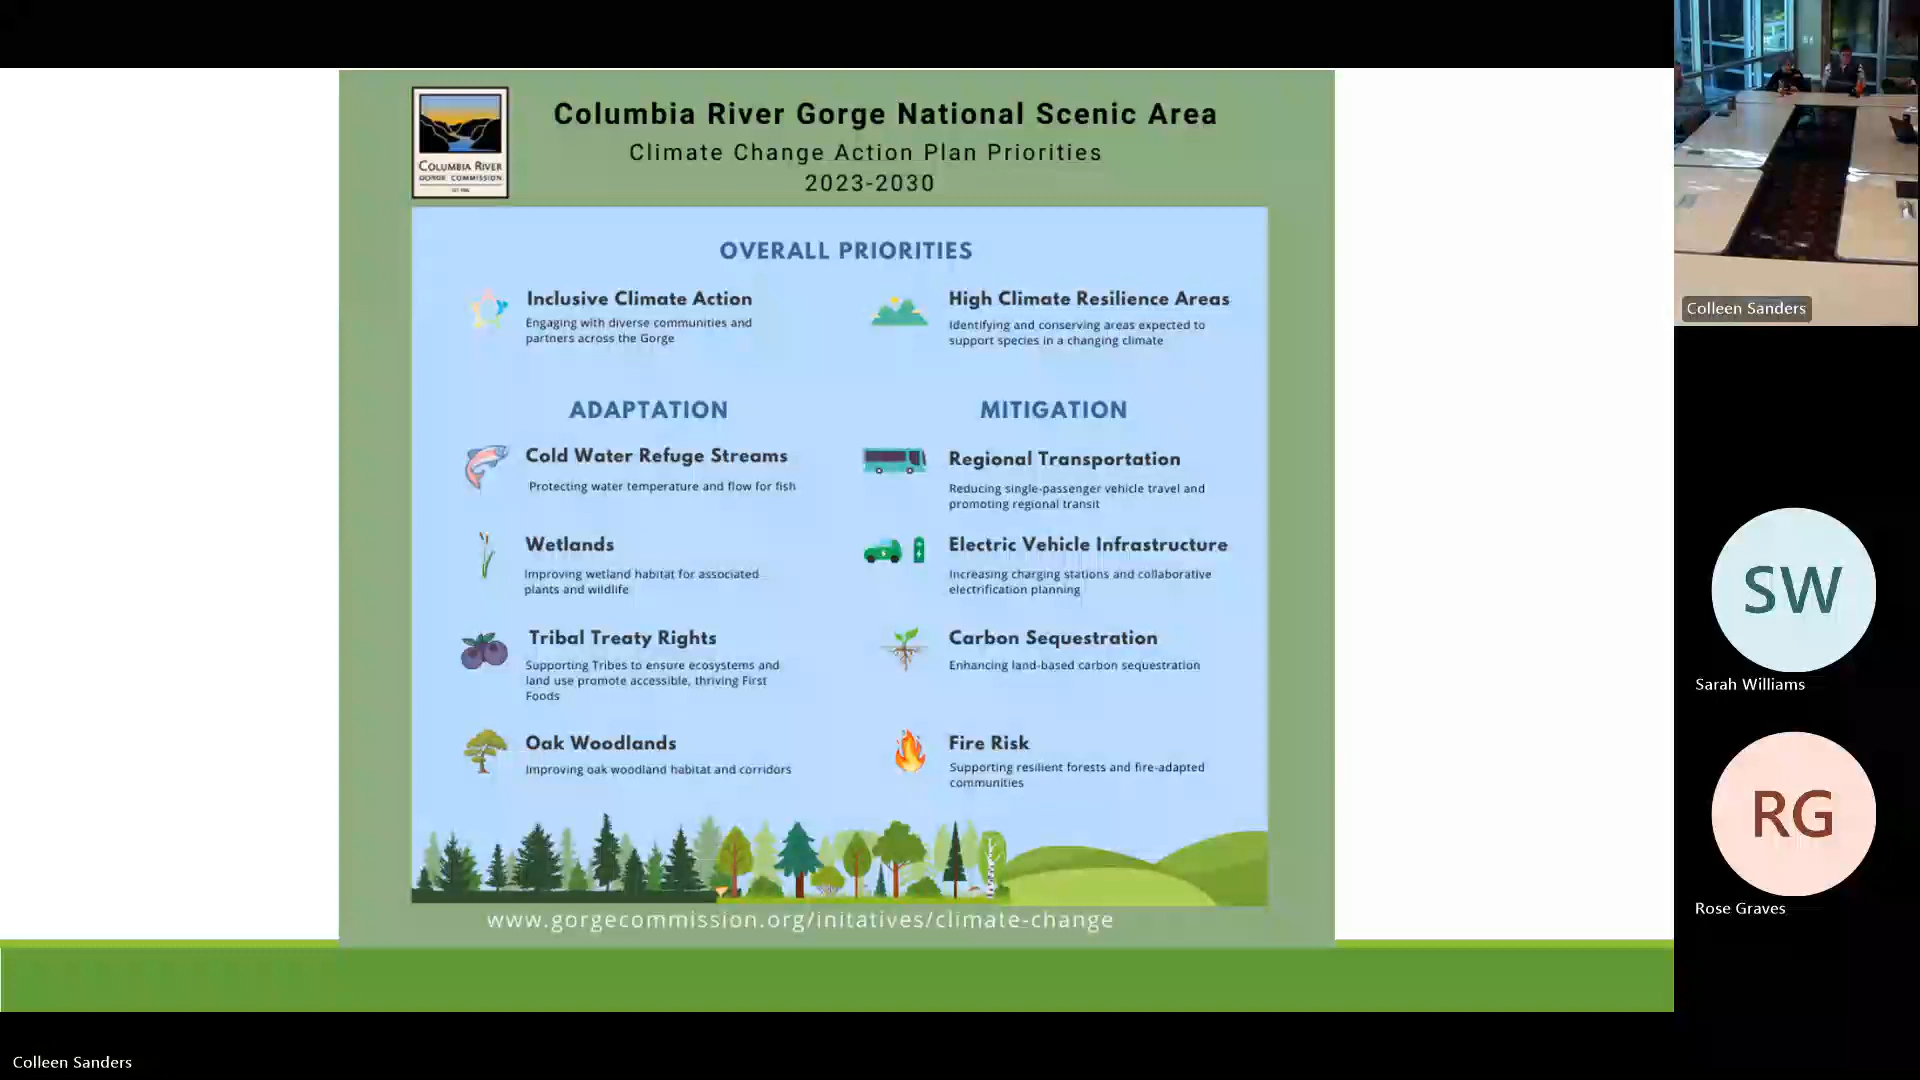 COLUMBIA RIVER
GORGE COMMISSION
Columbia River Gorge National Scenic Area
Climate Change Action Plan Priorities
2023-2030
OVERALL PRIORITIES
Inclusive Climate Action
Engaging with diverse communities and
partners across the Gorge
High Climate Resilience Areas
Identifying and conserving areas expected to
support species in a changing climate
ADAPTATION
Cold Water Refuge Streams
Protecting water temperature and flow for fish
Wetlands
Improving wetland habitat for associated
plants and wildlife
Tribal Treaty Rights
Supporting Tribes to ensure ecosystems and
land use promote accessible, thriving First
Foods
Oak Woodlands
Improving oak woodland habitat and corridors
MITIGATION
Regional Transportation
Reducing single-passenger vehicle travel and
promoting regional transit
Electric Vehicle Infrastructure
Increasing charging stations and collaborative
electrification planning
Carbon Sequestration
Enhancing land-based carbon sequestration
Fire Risk
Supporting resilient forests and fire-adapted
communities
www.gorgecommission.org/initatives/climate-change
Colleen Sanders
SW
Sarah Williams
RG
Rose Graves
Colleen Sanders